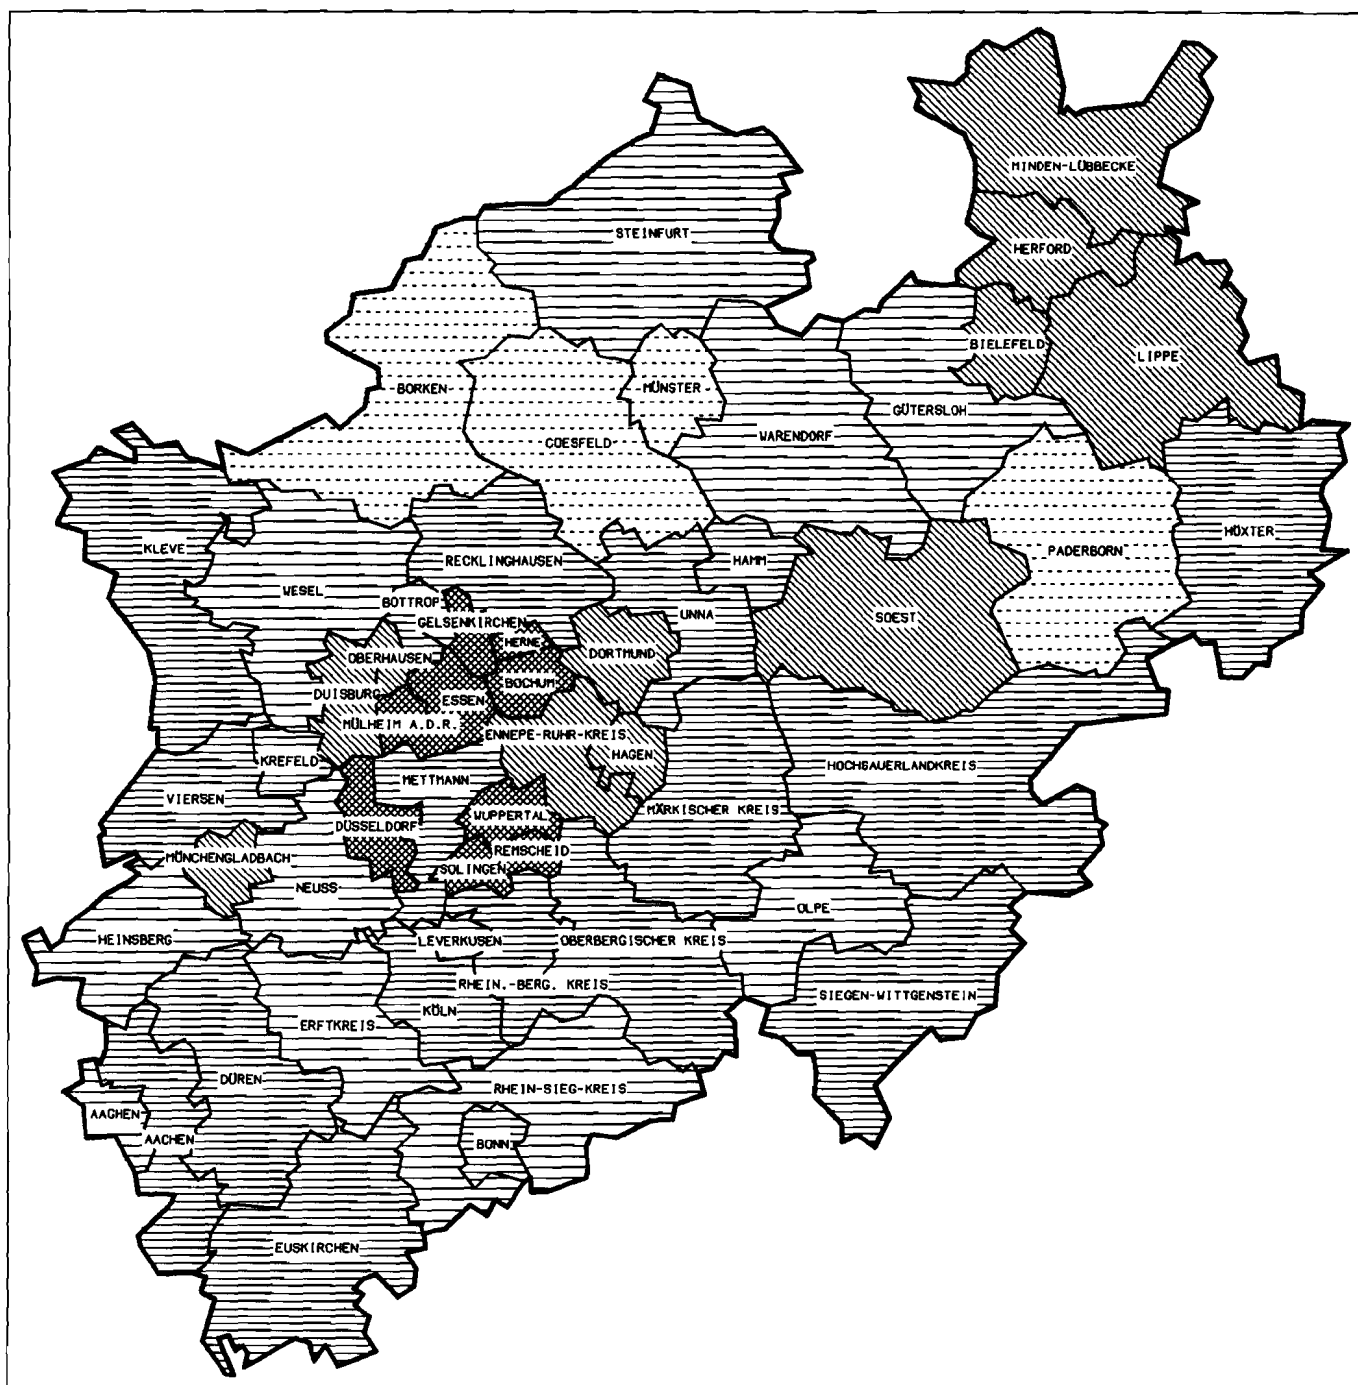 MINDEN-LÜBBECKE
STEINFURT
HERFORD
BIELEFELD
LIPPE
BORKEN
MÜNSTER
GÜTERSLOH
COESFELD
WARENDORF
HÖXTER
KLEVE
PADERBORN
RECKLINGHAUSEN
HAMM
WESEL
BOTTROP
UNNA
SOEST
GELSENKIRCHEN
HERNE
OBERHAUSEN
DORTMUND
BOCHUM
DUISBURG
ESSEN
MÜLHEIM A.D.R.
ENNEPE-RUHR-KREIS
HAGEN
KREFELD
HOCHSAUERLANDKREIS
METTMANN
VIERSEN
MÄRKISCHER KREIS
WUPPERTAL
DÜSSELDORF
REMSCHEID
MÖNCHENGLADBACH
SOLINGEN
NEUSS
OLPE
HEINSBERG
LEVERKUSEN
OBERBERGISCHER KREIS
RHEIN.-BERG. KREIS
SIEGEN-WITTGENSTEIN
KÖLN
ERFTKREIS
DÜREN
RHEIN-SIEG-KREIS
AACHEN
AACHEN
BONN
EUSKIRCHEN